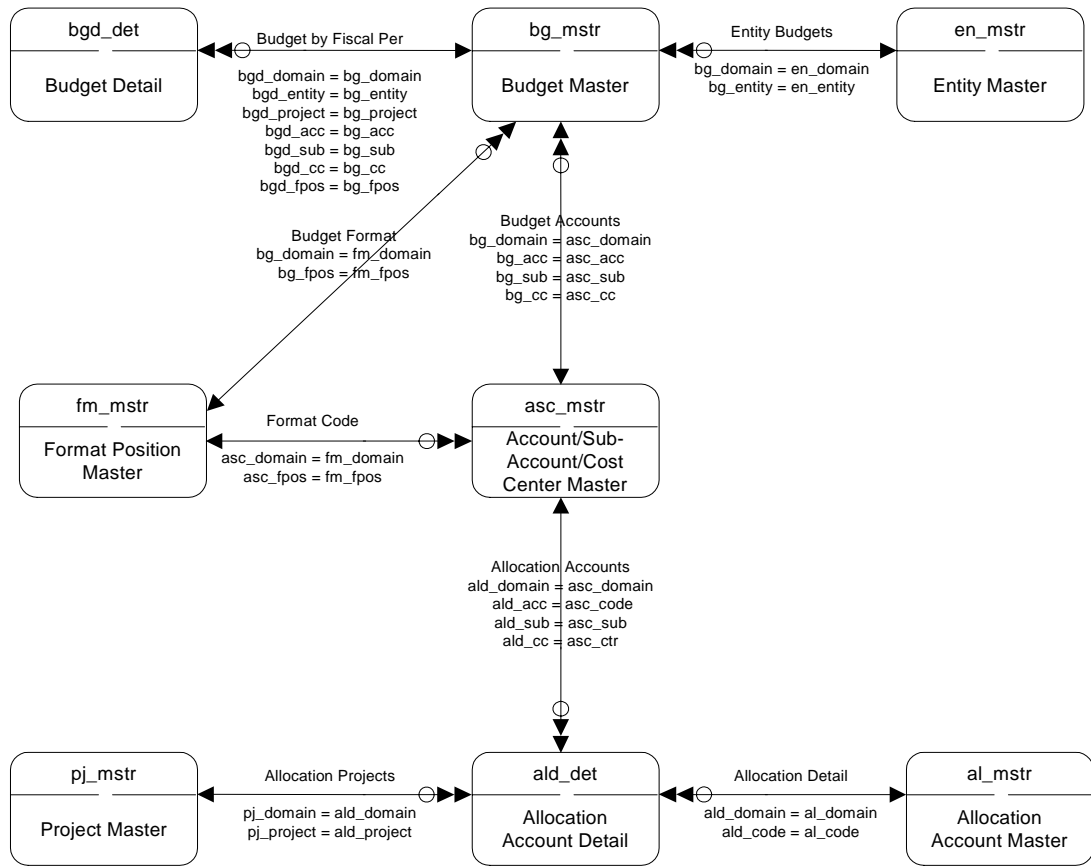 bgd_det
Budget Detail
Budget by Fiscal Per
bgd_domain = bg_domain
bgd_entity = bg_entity
bgd_project = bg_project
bgd_acc = bg_acc
bgd_sub = bg_sub
bgd_cc = bg_cc
bgd_fpos = bg_fpos
bg_mstr
Budget Master
Entity Budgets
bg_domain = en_domain
bg_entity = en_entity
en_mstr
Entity Master
Budget Format
bg_domain = fm_domain
bg_fpos = fm_fpos
Budget Accounts
bg_domain = asc_domain
bg_acc = asc_acc
bg_sub = asc_sub
bg_cc = asc_cc
fm_mstr
Format Position
Master
Format Code
asc_domain = fm_domain
asc_fpos = fm_fpos
asc_mstr
Account/Sub-
Account/Cost
Center Master
Allocation Accounts
ald_domain = asc_domain
ald_acc = asc_code
ald_sub = asc_sub
ald_cc = asc_ctr
pj_mstr
Project Master
Allocation Projects
pj_domain = ald_domain
pj_project = ald_project
ald_det
Allocation
Account Detail
Allocation Detail
ald_domain = al_domain
ald_code = al_code
al_mstr
Allocation
Account Master